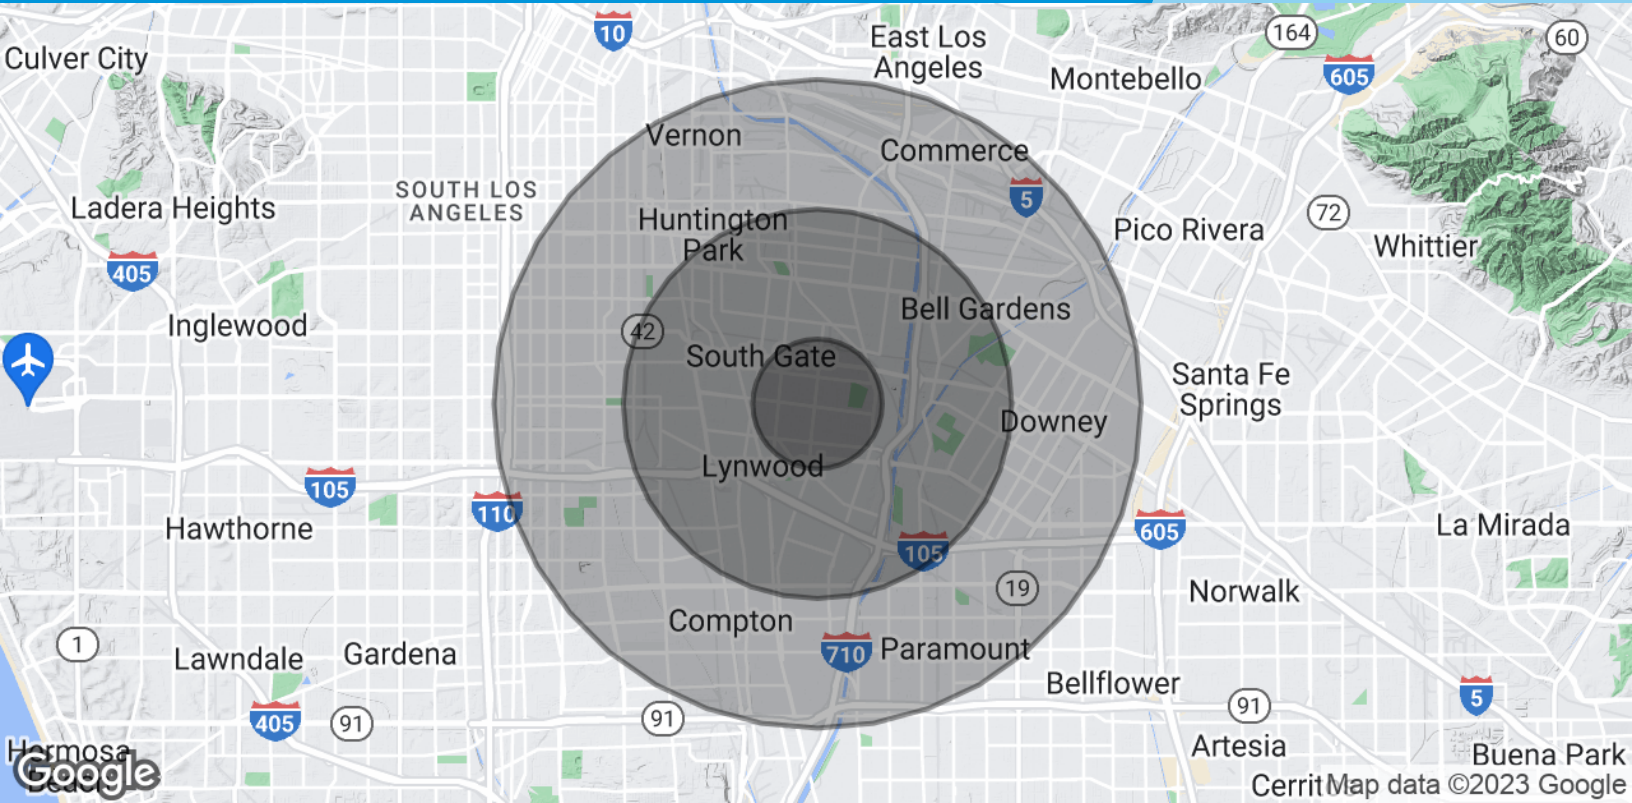 10
East Los
Angeles
164
60
Culver City
Montebello
605
Vernon
Commerce
SOUTH LOS
ANGELES
5
Ladera Heights
Huntington
Park
72
Pico Rivera
Whittier
405
Bell Gardens
Inglewood
42
South Gate
Santa Fe
Springs
Downey
Lynwood
105
110
Hawthorne
105
605
La Mirada
19
Norwalk
Compton
1
Lawndale
Gardena
710
Paramount
Bellflower
5
405
91
91
91
Artesia
Hermosa
Beach
Google
Buena Park
Map data ©2023 Google